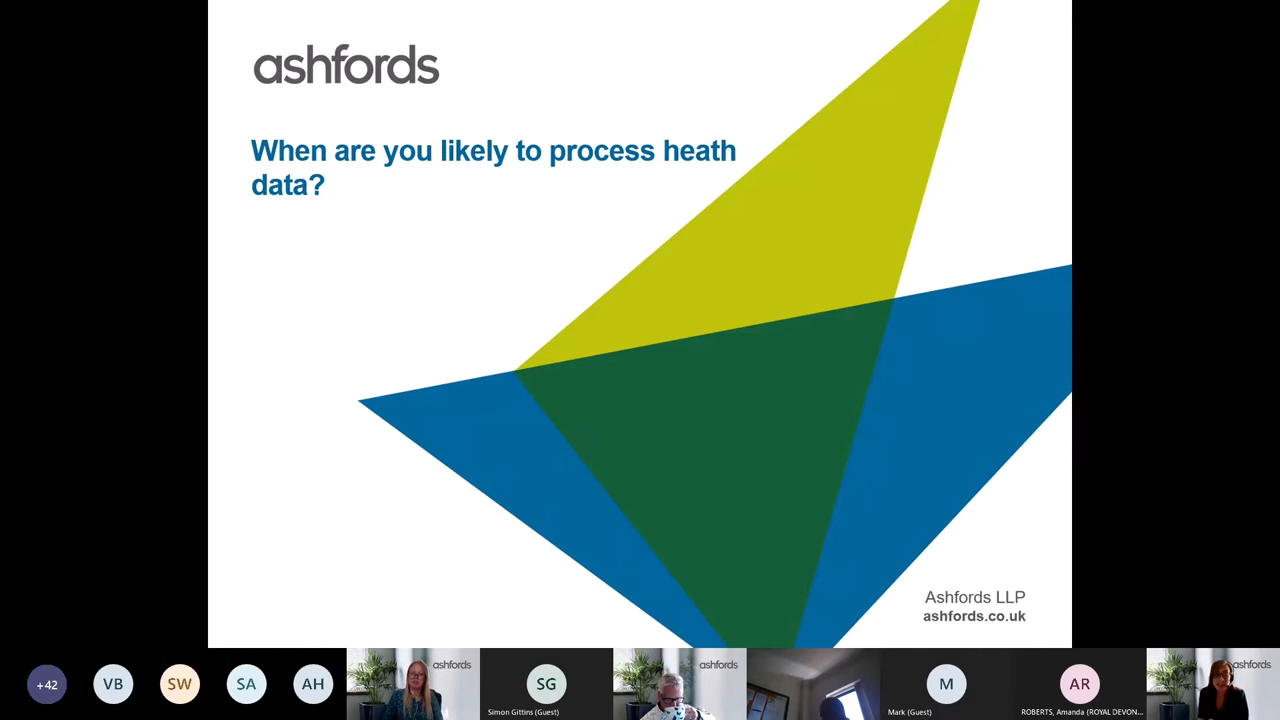 ashfords
When are you likely to process heath
data?
Ashfords LLP
ashfords.co.uk
+42
VB
SW
SA
AH
ashfords
SG
Simon Gittins (Guest)
ashfords
M
Mark (Guest)
AR
ROBERTS, Amanda (ROYAL DEVON...
ashfords